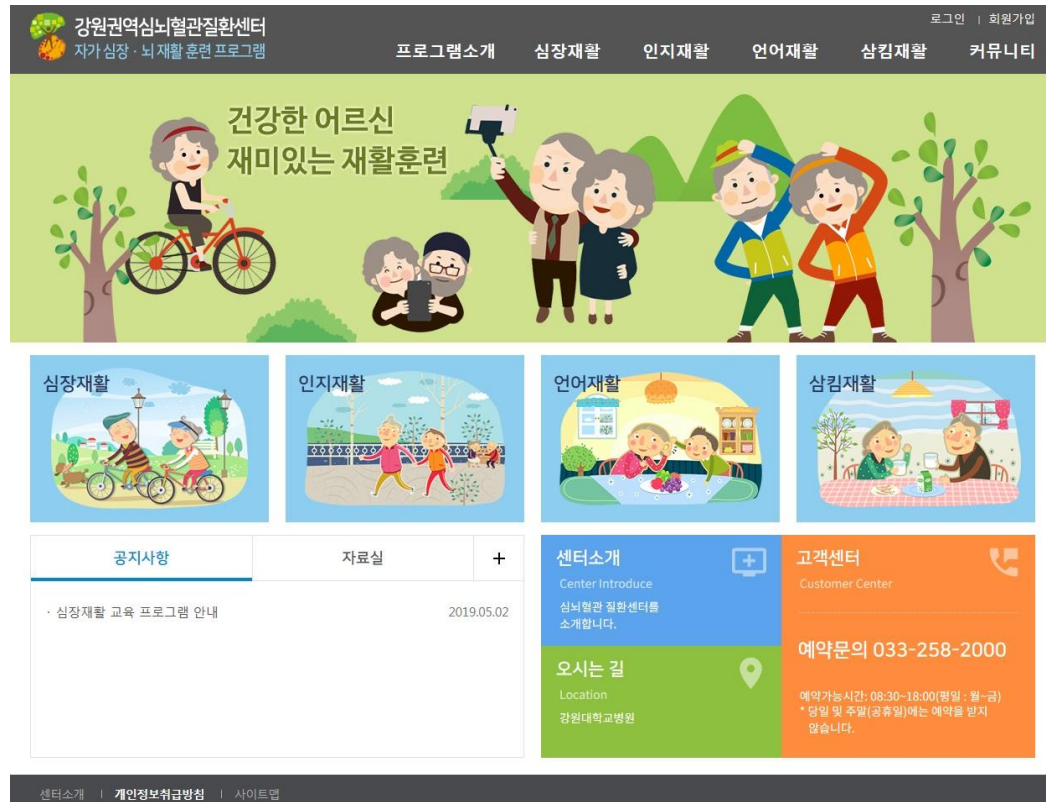 강원권역심뇌혈관질환센터
자가 심장 · 뇌 재활 훈련 프로그램
로그인 | 회원가입
프로그램소개 심장재활 인지재활 언어재활 삼킴재활 커뮤니티
건강한 어르신
재미있는 재활훈련
심장재활
인지재활
언어재활
삼킴재활
공지사항
자료실
+
· 심장재활 교육 프로그램 안내 2019.05.02
센터소개
Center Introduce
심뇌혈관 질환센터를
소개합니다.
오시는 길
Location
강원대학교병원
고객센터
Customer Center
예약문의 033-258-2000
예약가능시간: 08:30~18:00(평일 : 월~금)
* 당일 및 주말(공휴일)에는 예약을 받지
않습니다.
센터소개 | 개인정보취급방침 | 사이트맵